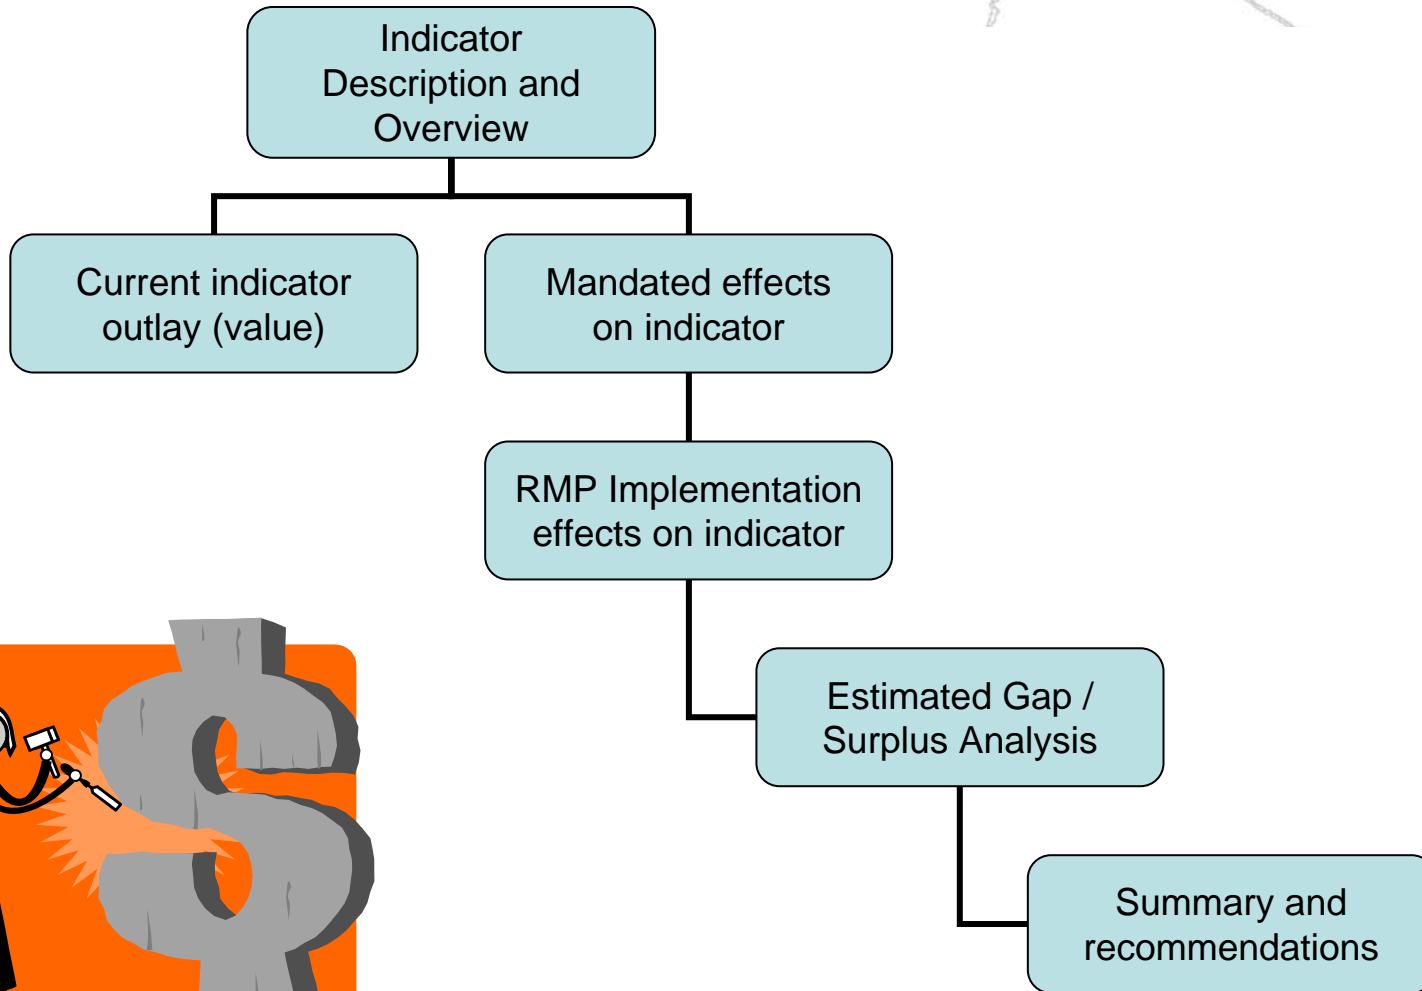 Indicator
Description and
Overview
Current indicator
outlay (value)
Mandated effects
on indicator
RMP Implementation
effects on indicator
Estimated Gap /
Surplus Analysis
Summary and
recommendations